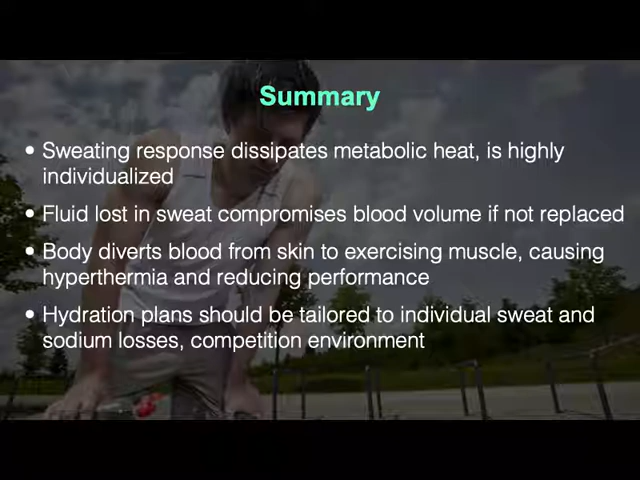 Summary
• Sweating response dissipates metabolic heat, is highly
individualized
• Fluid lost in sweat compromises blood volume if not replaced
• Body diverts blood from skin to exercising muscle, causing
hyperthermia and reducing performance
• Hydration plans should be tailored to individual sweat and
sodium losses, competition environment